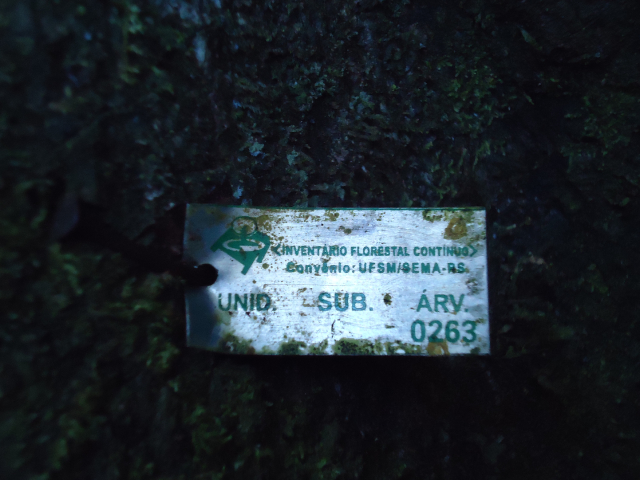 <INVENTÁRIO FLORESTAL CONTÍNUO>
Convênio: UFSM/SEMA-RS
UNID. SUB. ÁRV.
0263